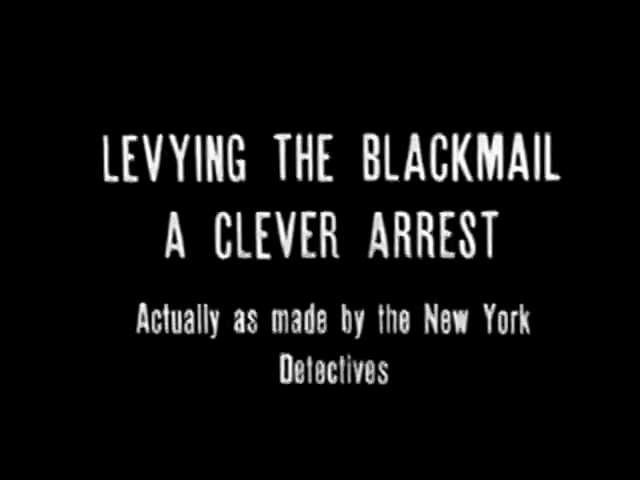 LEVYING THE BLACKMAIL
A CLEVER ARREST
Actually as made by the New York
Detectives